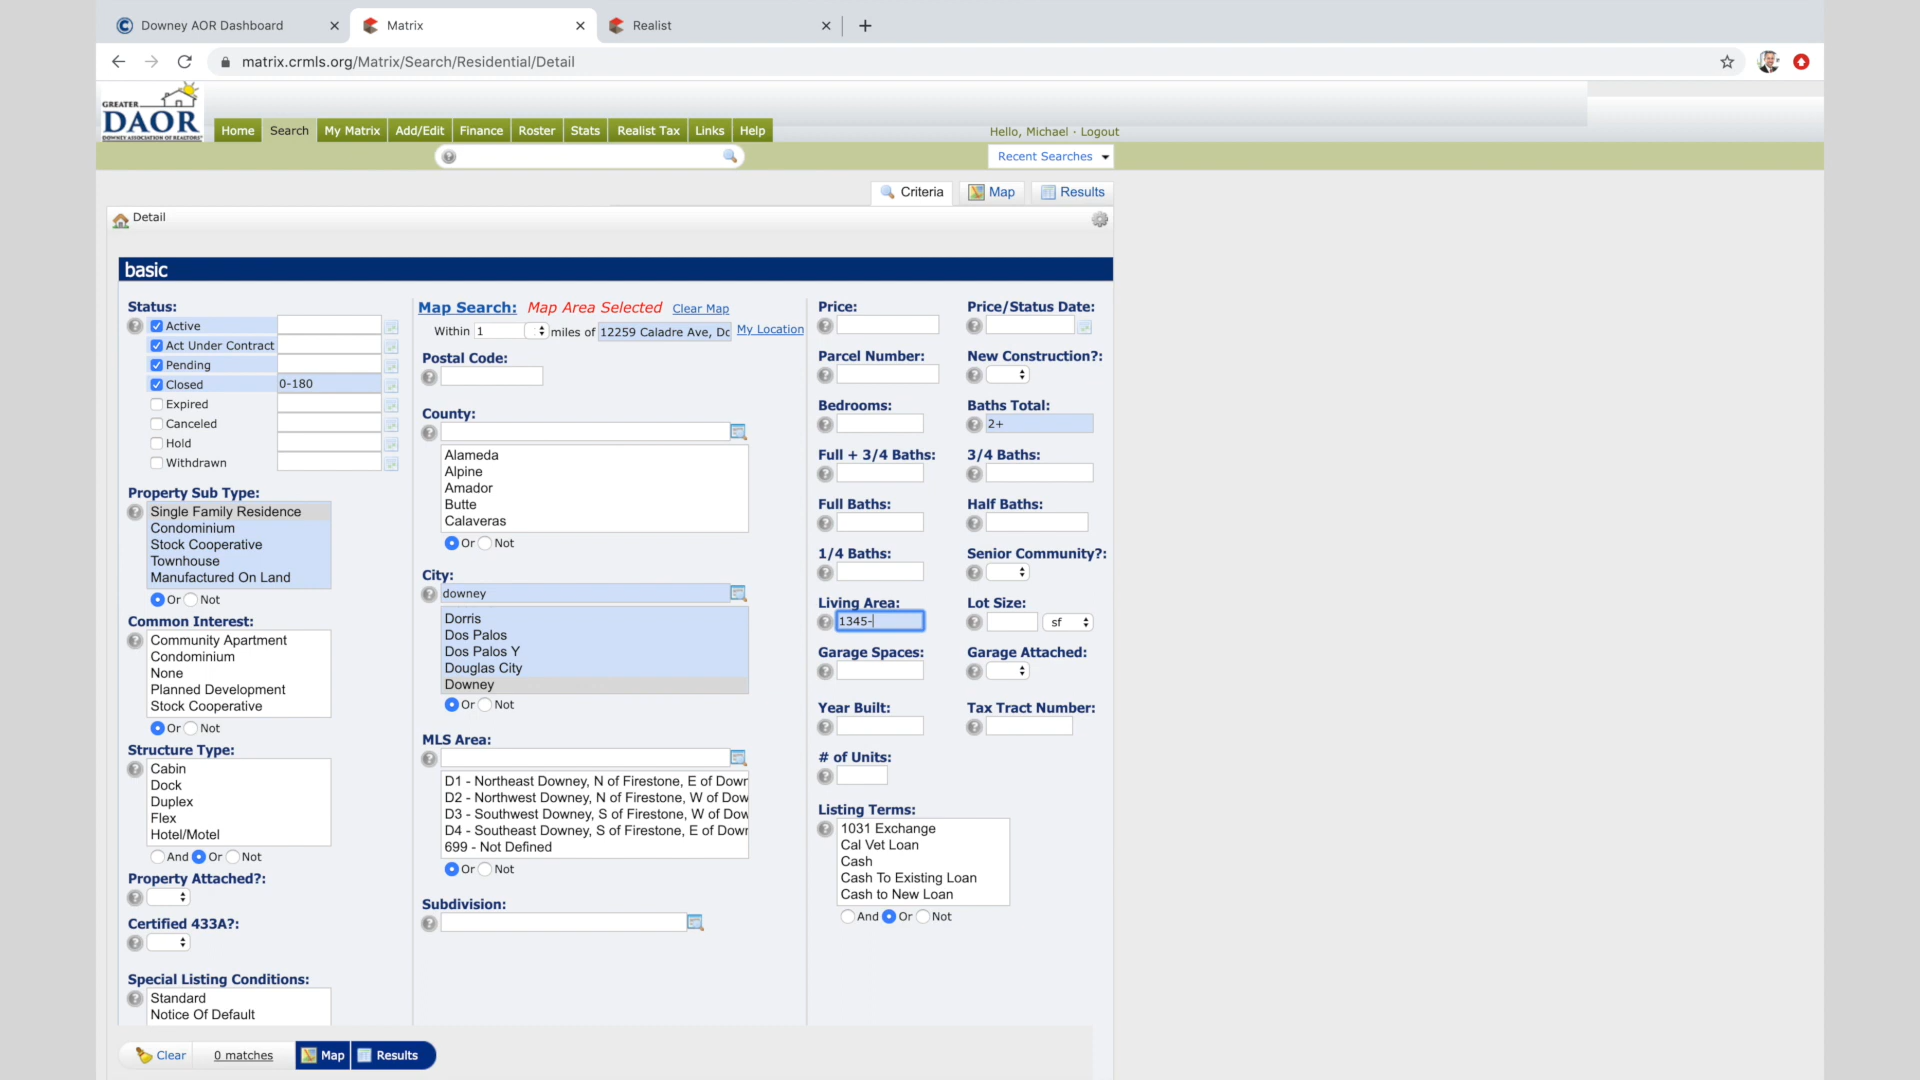 Downey AOR Dashboard
Matrix
Realist
matrix.crmls.org/Matrix/Search/Residential/Detail
GREATER
DAOR
DOWNEY ASSOCIATION OF REALTORS
Home Search My Matrix Add/Edit Finance Roster Stats Realist Tax Links Help
Hello, Michael · Logout
Recent Searches
Criteria Map Results
Detail
basic
Status:
Active
Act Under Contract
Pending
Closed 0-180
Expired
Canceled
Hold
Withdrawn
Property Sub Type:
Single Family Residence
Condominium
Stock Cooperative
Townhouse
Manufactured On Land
Or Not
Common Interest:
Community Apartment
Condominium
None
Planned Development
Stock Cooperative
Or Not
Structure Type:
Cabin
Dock
Duplex
Flex
Hotel/Motel
And Or Not
Property Attached?:
Certified 433A?:
Special Listing Conditions:
Standard
Notice Of Default
Map Search: Map Area Selected Clear Map
Within 1 miles of 12259 Caladre Ave, Dc My Location
Postal Code:
County:
Alameda
Alpine
Amador
Butte
Calaveras
Or Not
City:
downey
Dorris
Dos Palos
Dos Palos Y
Douglas City
Downey
Or Not
MLS Area:
D1 - Northeast Downey, N of Firestone, E of Down
D2 - Northwest Downey, N of Firestone, W of Dow
D3 - Southwest Downey, S of Firestone, W of Dow
D4 - Southeast Downey, S of Firestone, E of Down
699 - Not Defined
Or Not
Subdivision:
Price: Price/Status Date:
Parcel Number: New Construction?:
Bedrooms: Baths Total:
2+
Full + 3/4 Baths: 3/4 Baths:
Full Baths: Half Baths:
1/4 Baths: Senior Community?:
Living Area: Lot Size:
1345- sf
Garage Spaces: Garage Attached:
Year Built: Tax Tract Number:
# of Units:
Listing Terms:
1031 Exchange
Cal Vet Loan
Cash
Cash To Existing Loan
Cash to New Loan
And Or Not
Clear 0 matches Map Results